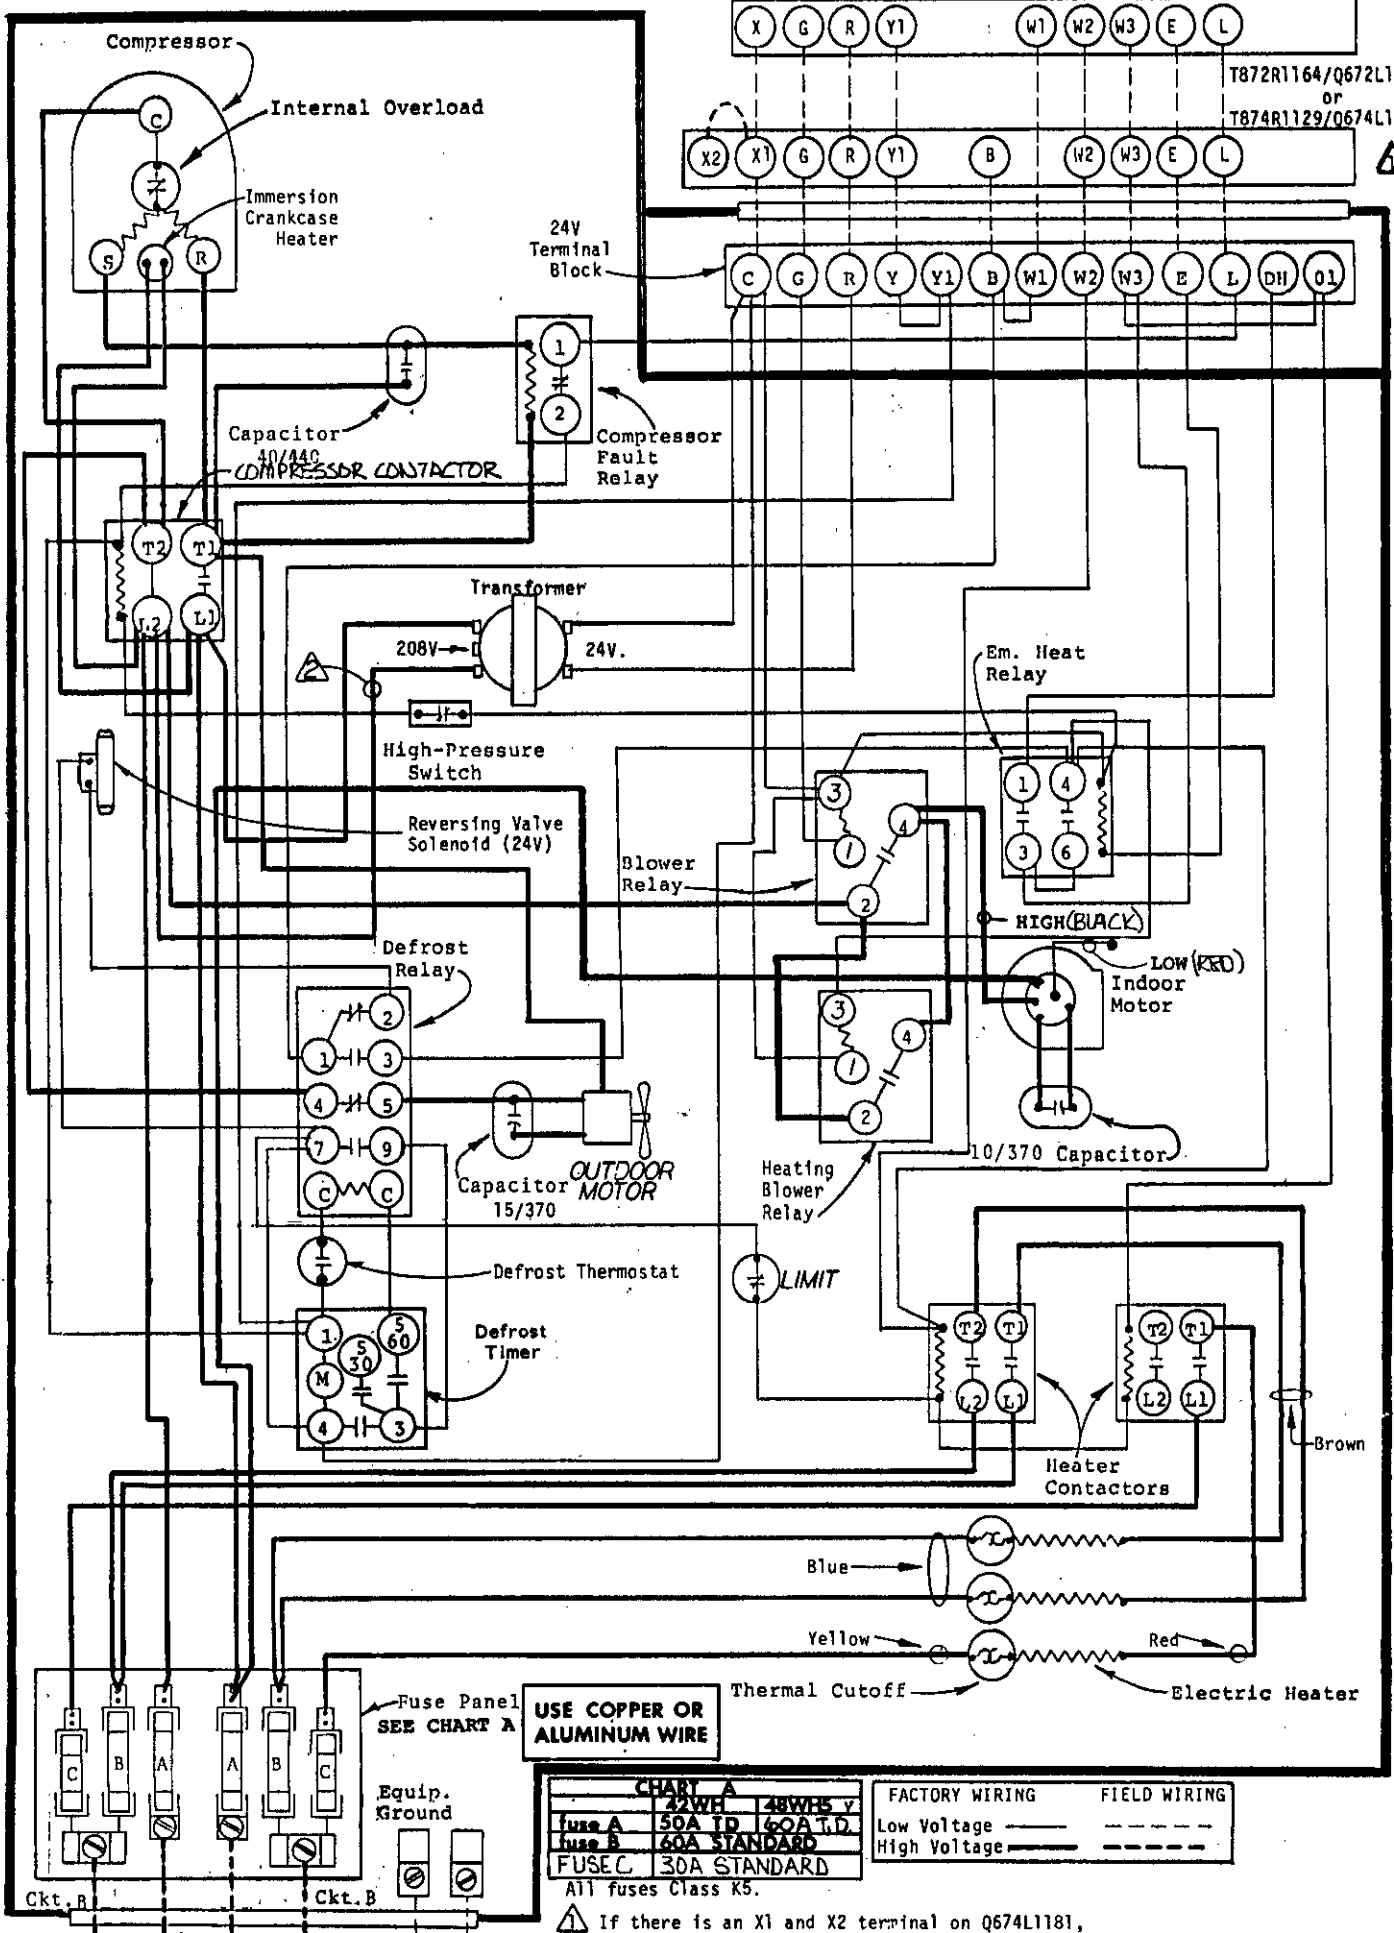 X G R Y1 W1 W2 W3 E L
T872R1164/Q672L1
or
T874R1129/Q674L1
X2 X1 G R Y1 B W2 W3 E L
24V
Terminal
Block
C G R Y Y1 B W1 W2 W3 E L DH O1
Compressor
C
Internal Overload
Immersion
Crankcase
Heater
S R
1
2
Compressor
Fault
Relay
Capacitor
40/440
COMPRESSOR CONTACTOR
T2 T1
L2 L1
Transformer
208V
24V.
2
High-Pressure
Switch
Reversing Valve
Solenoid (24V)
Em. Heat
Relay
1 4
3 6
Blower
Relay
3
4
1
2
HIGH(BLACK)
LOW (RED)
Indoor
Motor
10/370 Capacitor
3
4
1
2
Heating
Blower
Relay
Defrost
Relay
2
1 3
4 5
7 9
C C
Capacitor
15/370
OUTDOOR
MOTOR
Defrost Thermostat
LIMIT
Defrost
Timer
1
S
30
S
60
M
4 3
T2 T1
L2 L1
T2 T1
L2 L1
Heater
Contactors
Brown
Blue
Yellow
Red
Thermal Cutoff
Electric Heater
Fuse Panel
SEE CHART A
C B A A B C
USE COPPER OR
ALUMINUM WIRE
Equip.
Ground
Ckt.B
Ckt.B
CHART A
42WH 48WH5 Y
fuse A 50A TD 60A T.D.
fuse B 60A STANDARD
FUSE C 30A STANDARD
All fuses Class K5.
FACTORY WIRING FIELD WIRING
Low Voltage
High Voltage
1 If there is an X1 and X2 terminal on Q674L1181,